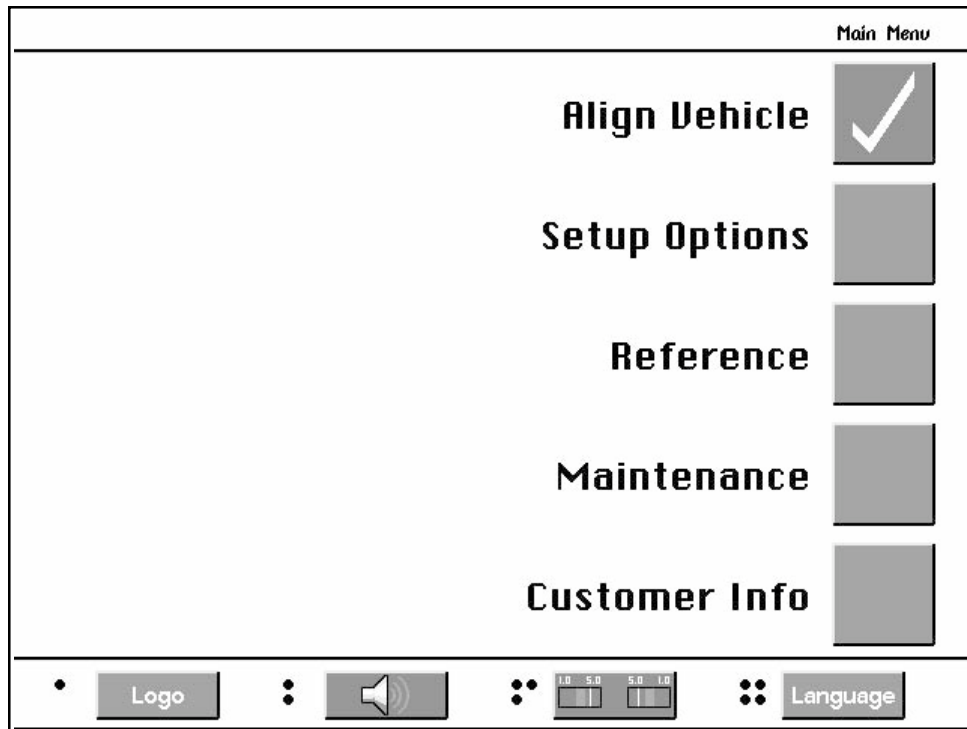 Main Menu
Align Vehicle
Setup Options
Reference
Maintenance
Customer Info
Logo
1.0 5.0 5.0 1.0
Language